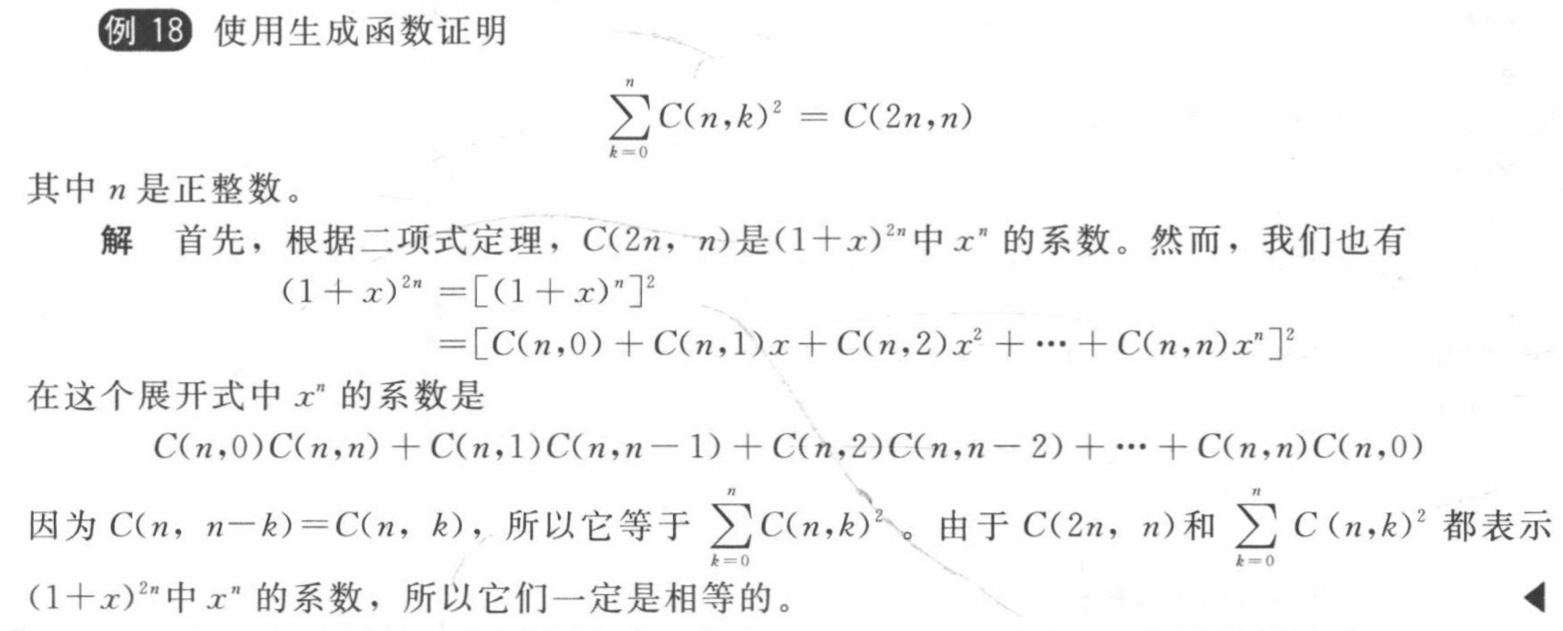 例 18 使用生成函数证明
$$\sum_{k=0}^{n} C(n,k)^2 = C(2n,n)$$
其中 n 是正整数。
解 首先，根据二项式定理，C(2n, n)是$(1+x)^{2n}$中 $x^n$ 的系数。然而，我们也有
$(1+x)^{2n} = [(1+x)^n]^2$
$= [C(n,0)+C(n,1)x+C(n,2)x^2+\cdots+C(n,n)x^n]^2$
在这个展开式中 $x^n$ 的系数是
$C(n,0)C(n,n)+C(n,1)C(n,n-1)+C(n,2)C(n,n-2)+\cdots+C(n,n)C(n,0)$
因为 C(n, n－k)=C(n, k)，所以它等于 $\sum_{k=0}^{n} C(n,k)^2$。由于 C(2n, n)和 $\sum_{k=0}^{n} C(n,k)^2$ 都表示
$(1+x)^{2n}$中 $x^n$ 的系数，所以它们一定是相等的。 ◀